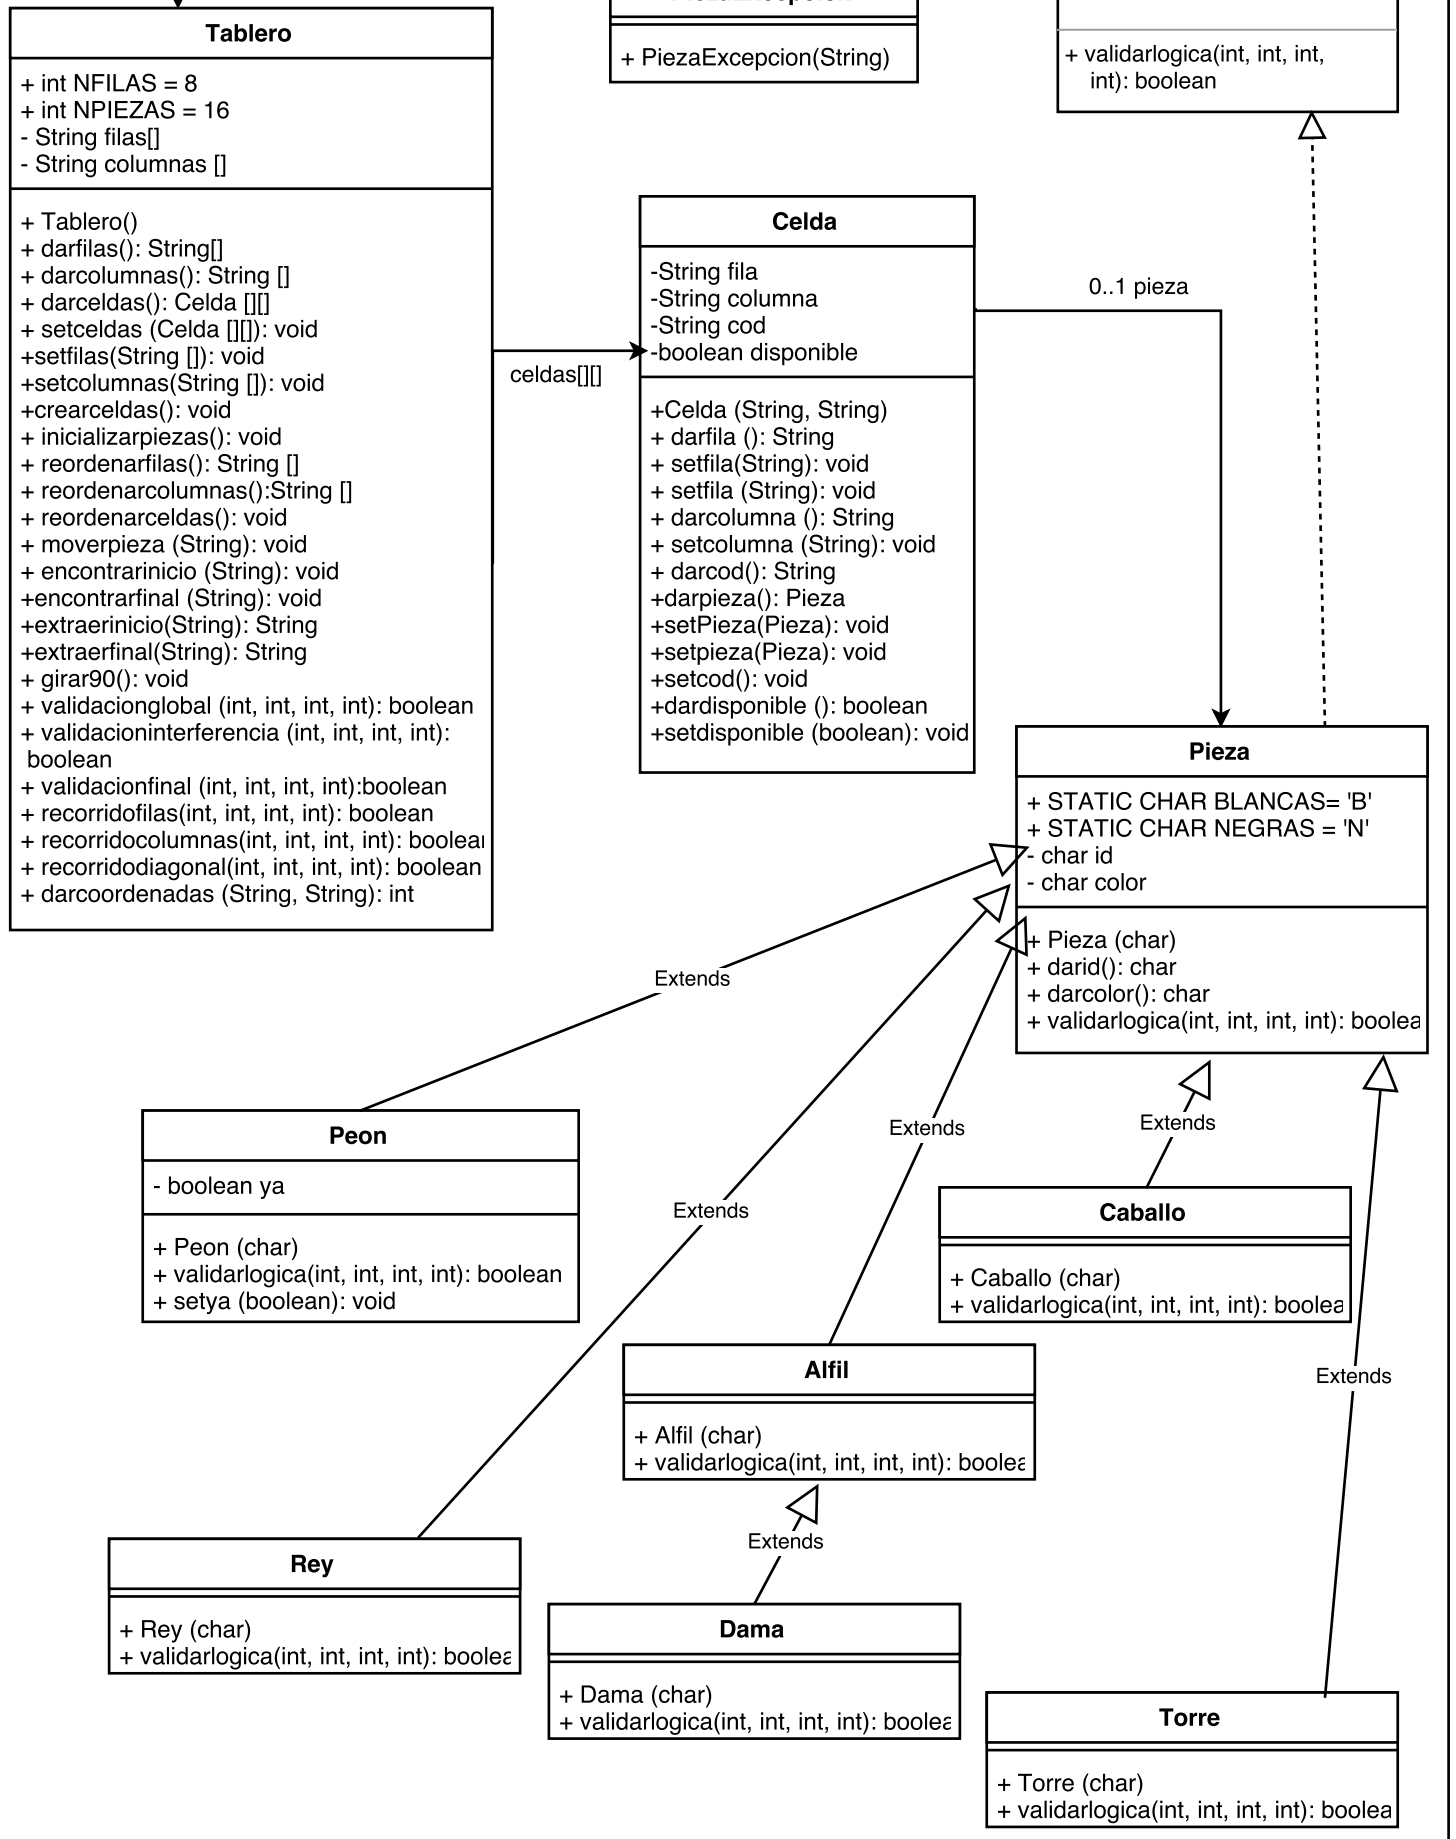 Tablero
+ int NFILAS = 8
+ int NPIEZAS = 16
- String filas[]
- String columnas []
+ Tablero()
+ darfilas(): String[]
+ darcolumnas(): String []
+ darceldas(): Celda [][]
+ setceldas (Celda [][]): void
+setfilas(String []): void
+setcolumnas(String []): void
+crearceldas(): void
+ inicializarpiezas(): void
+ reordenarfilas(): String []
+ reordenarcolumnas():String []
+ reordenarceldas(): void
+ moverpieza (String): void
+ encontrarinicio (String): void
+encontrarfinal (String): void
+extraerinicio(String): String
+extraerfinal(String): String
+ girar90(): void
+ validacionglobal (int, int, int, int): boolean
+ validacioninterferencia (int, int, int, int):
boolean
+ validacionfinal (int, int, int, int):boolean
+ recorridofilas(int, int, int, int): boolean
+ recorridocolumnas(int, int, int, int): boolea
+ recorridodiagonal(int, int, int, int): boolean
+ darcoordenadas (String, String): int
+ PiezaExcepcion(String)
+ validarlogica(int, int, int,
int): boolean
celdas[][]
Celda
-String fila
-String columna
-String cod
-boolean disponible
+Celda (String, String)
+ darfila (): String
+ setfila(String): void
+ setfila (String): void
+ darcolumna (): String
+ setcolumna (String): void
+ darcod(): String
+darpieza(): Pieza
+setPieza(Pieza): void
+setpieza(Pieza): void
+setcod(): void
+dardisponible (): boolean
+setdisponible (boolean): void
0..1 pieza
Pieza
+ STATIC CHAR BLANCAS= 'B'
+ STATIC CHAR NEGRAS = 'N'
- char id
- char color
+ Pieza (char)
+ darid(): char
+ darcolor(): char
+ validarlogica(int, int, int, int): boolea
Extends
Extends
Extends
Extends
Extends
Peon
- boolean ya
+ Peon (char)
+ validarlogica(int, int, int, int): boolean
+ setya (boolean): void
Caballo
+ Caballo (char)
+ validarlogica(int, int, int, int): boolea
Alfil
+ Alfil (char)
+ validarlogica(int, int, int, int): boolea
Extends
Rey
+ Rey (char)
+ validarlogica(int, int, int, int): boolea
Dama
+ Dama (char)
+ validarlogica(int, int, int, int): boolea
Torre
+ Torre (char)
+ validarlogica(int, int, int, int): boolea